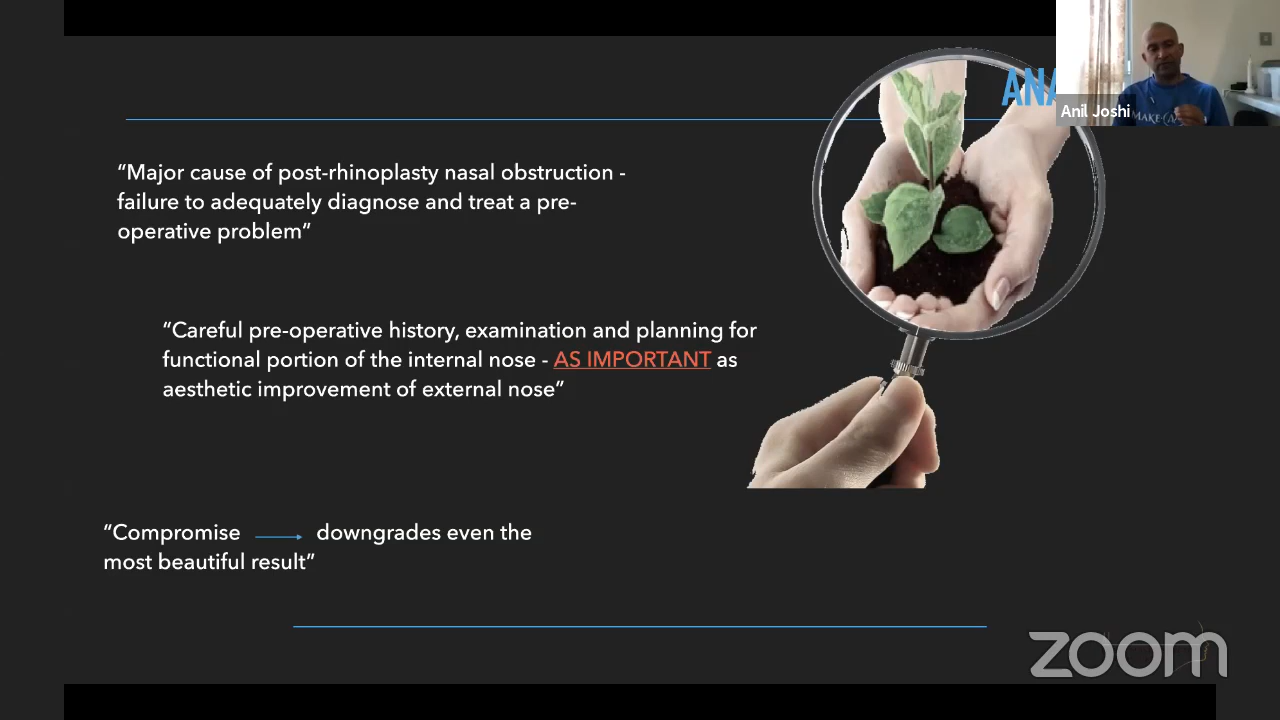 ANA
Anil Joshi
“Major cause of post-rhinoplasty nasal obstruction -
failure to adequately diagnose and treat a pre-
operative problem”
“Careful pre-operative history, examination and planning for
functional portion of the internal nose - AS IMPORTANT as
aesthetic improvement of external nose”
“Compromise downgrades even the
most beautiful result”
zoom